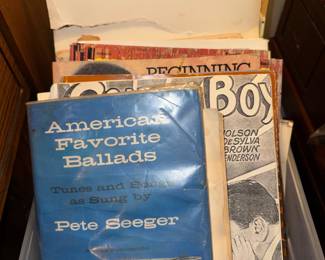 BEGINNING
Boy
JOLSON
DE SYLVA
BROWN
HENDERSON
American
Favorite
Ballads
Tunes and Songs
as Sung by
Pete Seeger